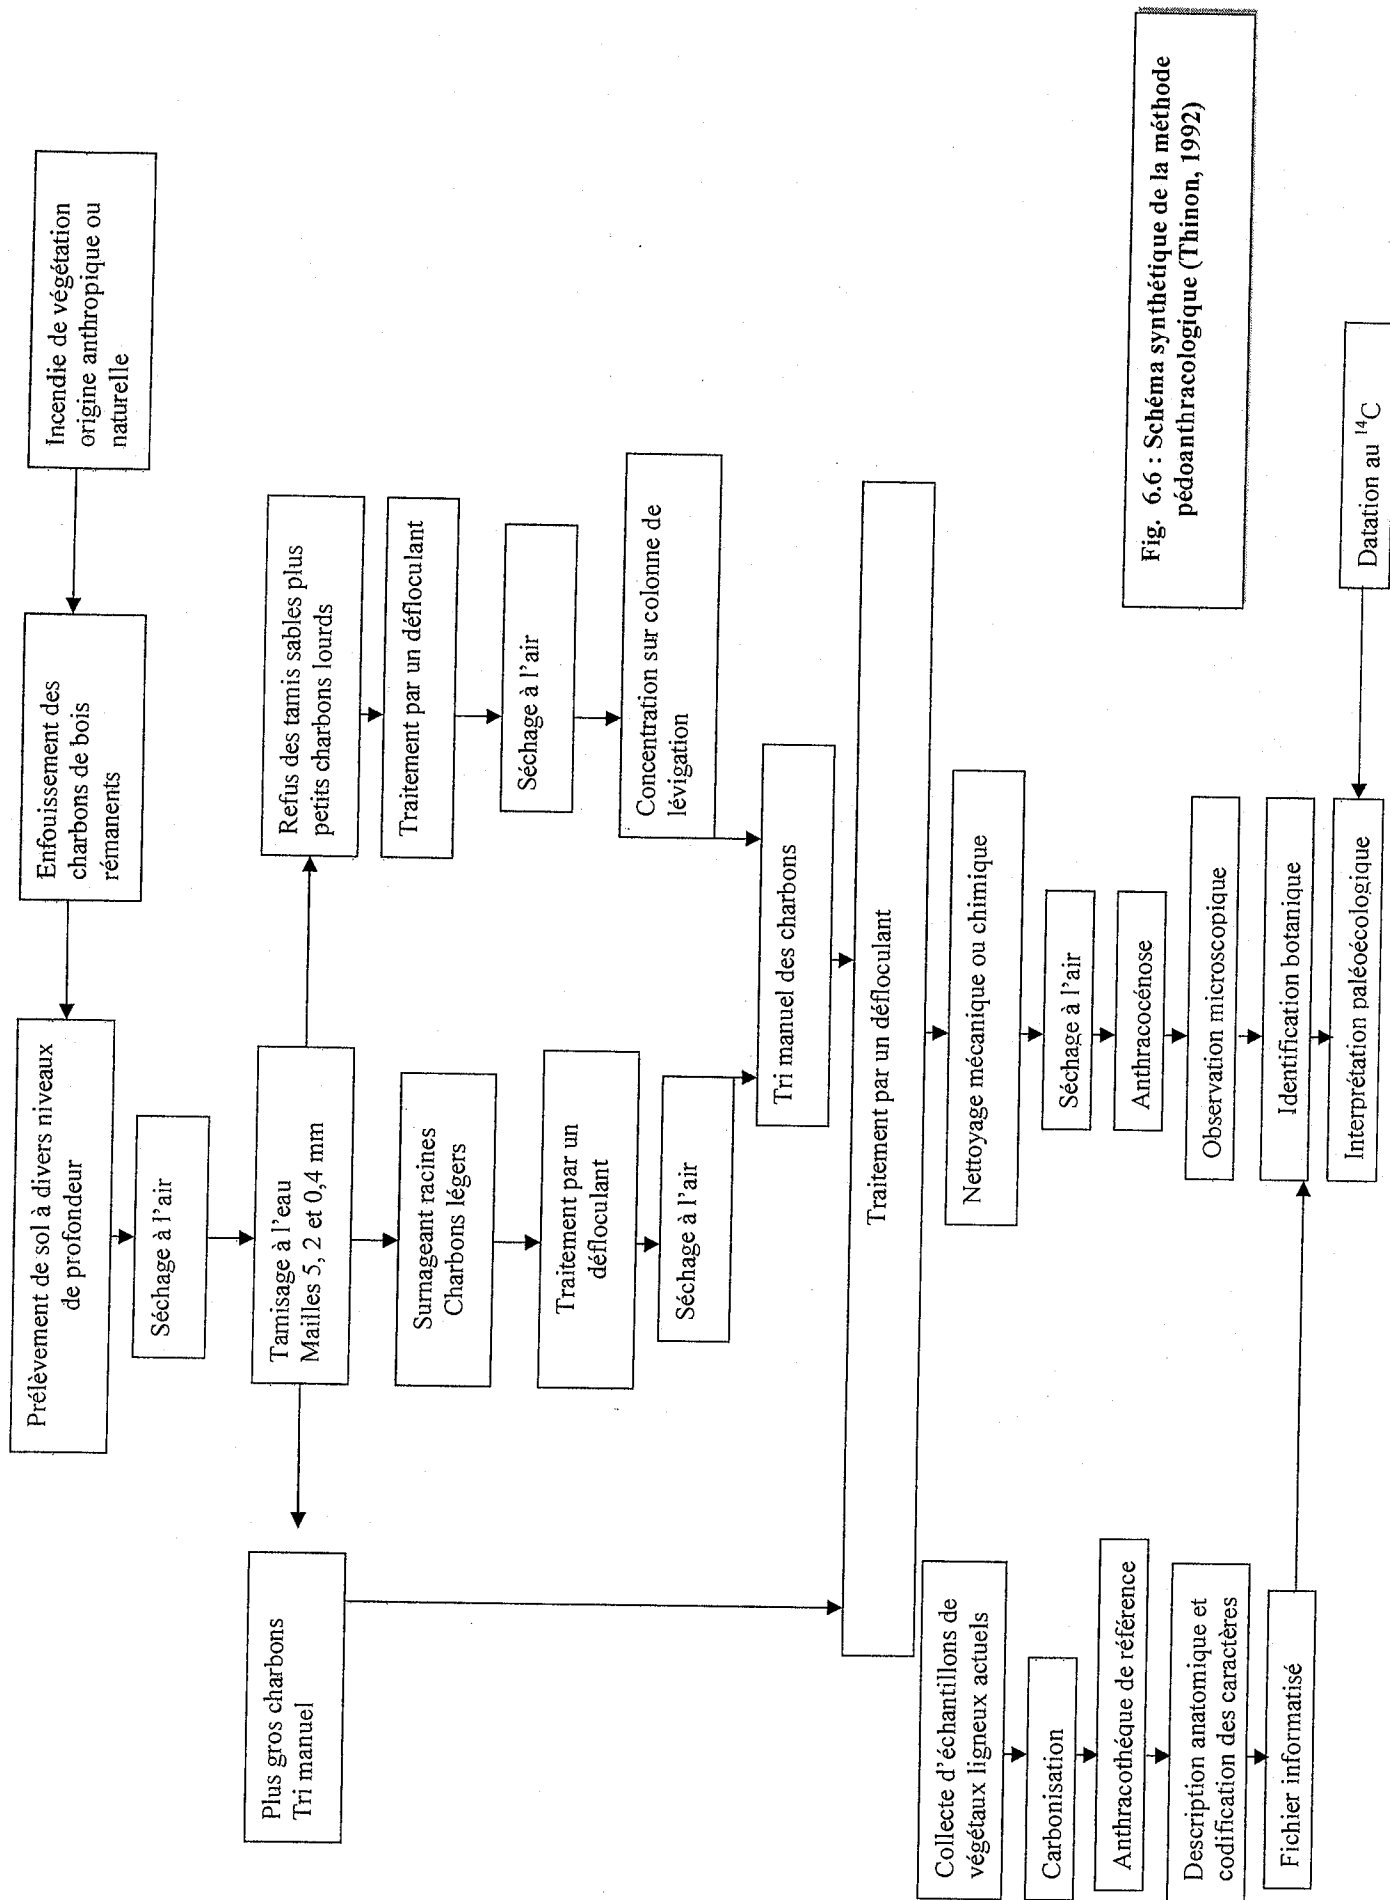 Incendie de végétation
origine anthropique ou
naturelle
Enfouissement des
charbons de bois
rémanents
Prélèvement de sol à divers niveaux
de profondeur
Séchage à l'air
Tamisage à l'eau
Mailles 5, 2 et 0,4 mm
Plus gros charbons
Tri manuel
Surnageant racines
Charbons légers
Traitement par un
défloculant
Séchage à l'air
Refus des tamis sables plus
petits charbons lourds
Traitement par un défloculant
Séchage à l'air
Concentration sur colonne de
lévigation
Tri manuel des charbons
Traitement par un défloculant
Nettoyage mécanique ou chimique
Séchage à l'air
Anthracocénose
Observation microscopique
Identification botanique
Interprétation paléoécologique
Collecte d'échantillons de
végétaux ligneux actuels
Carbonisation
Anthracothéque de référence
Description anatomique et
codification des caractères
Fichier informatisé
Datation au ¹⁴C
Fig. 6.6 : Schéma synthétique de la méthode
pédoanthracologique (Thinon, 1992)